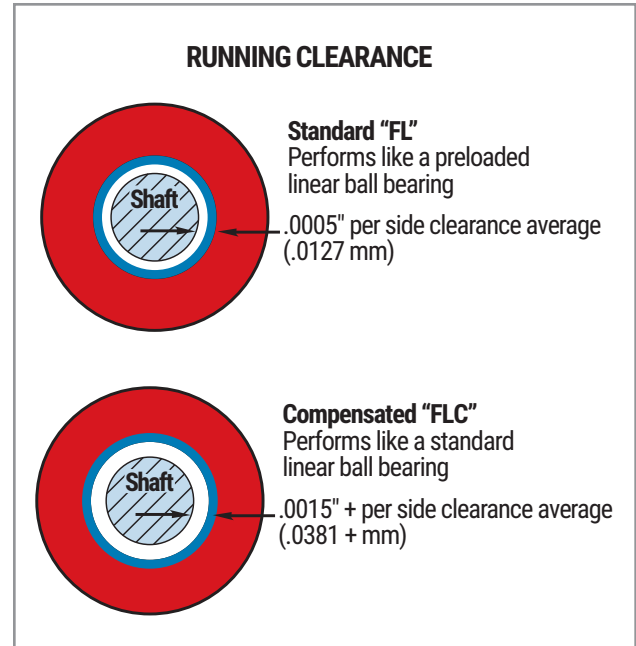 RUNNING CLEARANCE
Standard “FL”
Performs like a preloaded
linear ball bearing
Shaft
.0005" per side clearance average
(.0127 mm)
Compensated “FLC”
Performs like a standard
linear ball bearing
Shaft
.0015" + per side clearance average
(.0381 + mm)